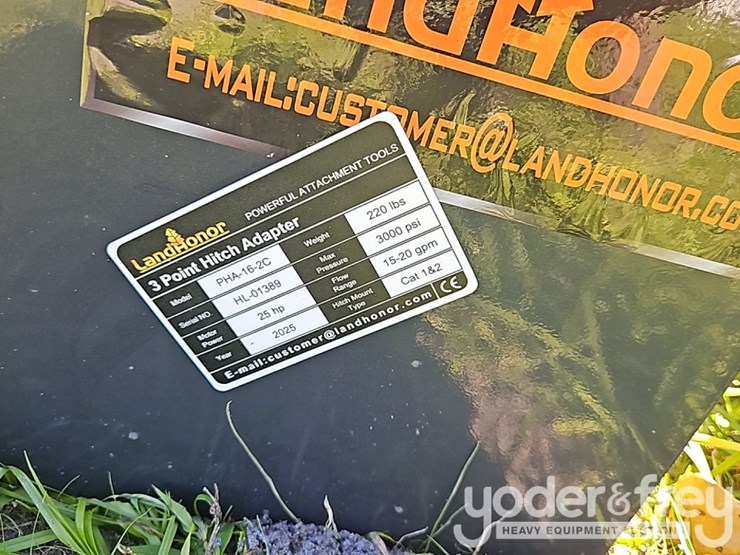 LandHonor
E-MAIL:CUSTOMER@LANDHONOR.CO
LandHonor POWERFUL ATTACHMENT TOOLS
3 Point Hitch Adapter
Model PHA-16-2C Weight 220 lbs
Serial NO. HL-01389 Max Pressure 3000 psi
Motor Power 25 hp Flow Range 15-20 gpm
Year 2025 Hitch Mount Type Cat 1&2
E-mail:customer@landhonor.com CE
yoder&frey
HEAVY EQUIPMENT